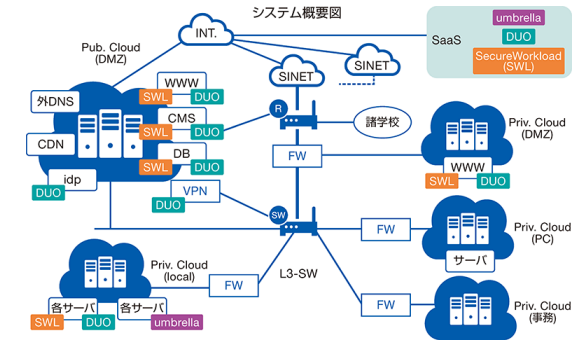 システム概要図
INT.
SaaS
umbrella
DUO
SecureWorkload
(SWL)
Pub. Cloud
(DMZ)
SINET
SINET
外DNS
WWW
SWL
DUO
CDN
CMS
SWL
DUO
DB
SWL
DUO
idp
DUO
VPN
DUO
R
諸学校
FW
Priv. Cloud
(DMZ)
WWW
SWL
DUO
SW
L3-SW
FW
Priv. Cloud
(PC)
サーバ
Priv. Cloud
(local)
各サーバ
SWL
DUO
各サーバ
umbrella
FW
FW
Priv. Cloud
(事務)